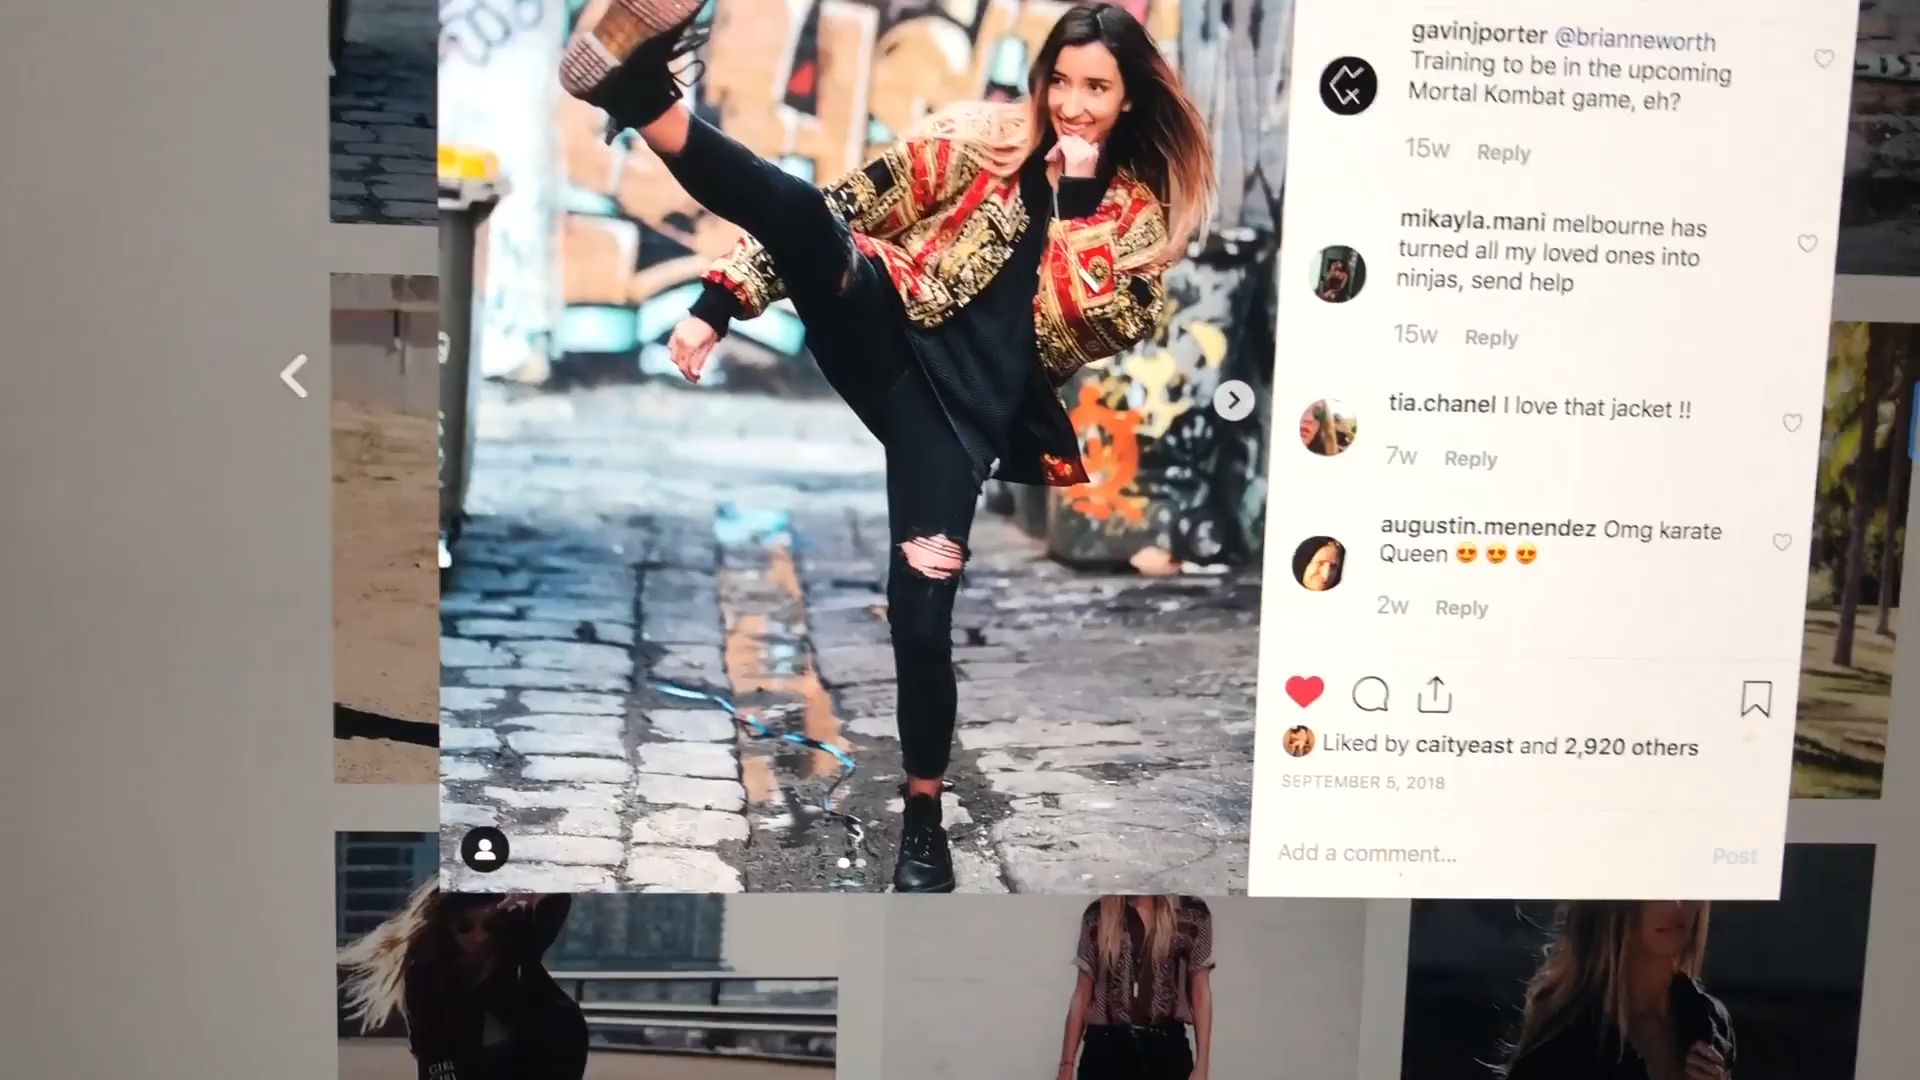 gavinjporter @brianneworth
Training to be in the upcoming
Mortal Kombat game, eh?
15w Reply
mikayla.mani melbourne has
turned all my loved ones into
ninjas, send help
15w Reply
tia.chanel I love that jacket !!
7w Reply
augustin.menendez Omg karate
Queen 😍 😍 😍
2w Reply
Liked by caityeast and 2,920 others
SEPTEMBER 5, 2018
Add a comment...
Post
GIRL